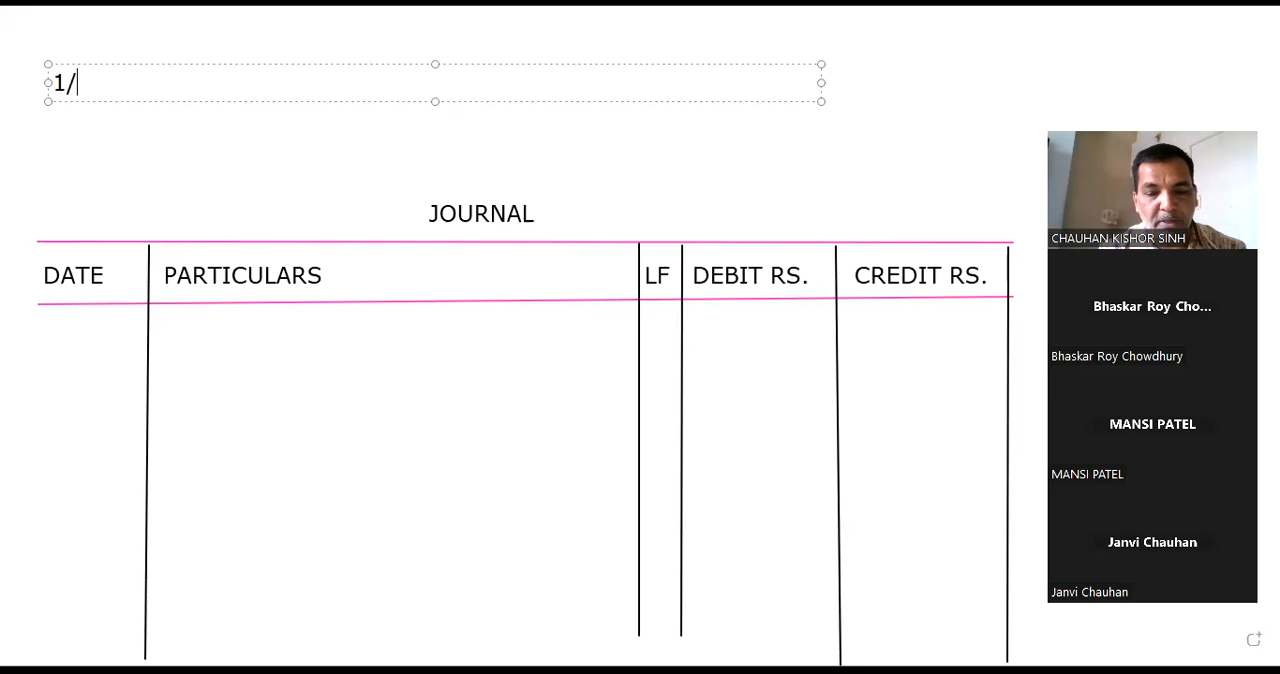 1/
JOURNAL
DATE PARTICULARS LF DEBIT RS. CREDIT RS.
CHAUHAN KISHOR SINH
Bhaskar Roy Cho...
Bhaskar Roy Chowdhury
MANSI PATEL
MANSI PATEL
Janvi Chauhan
Janvi Chauhan